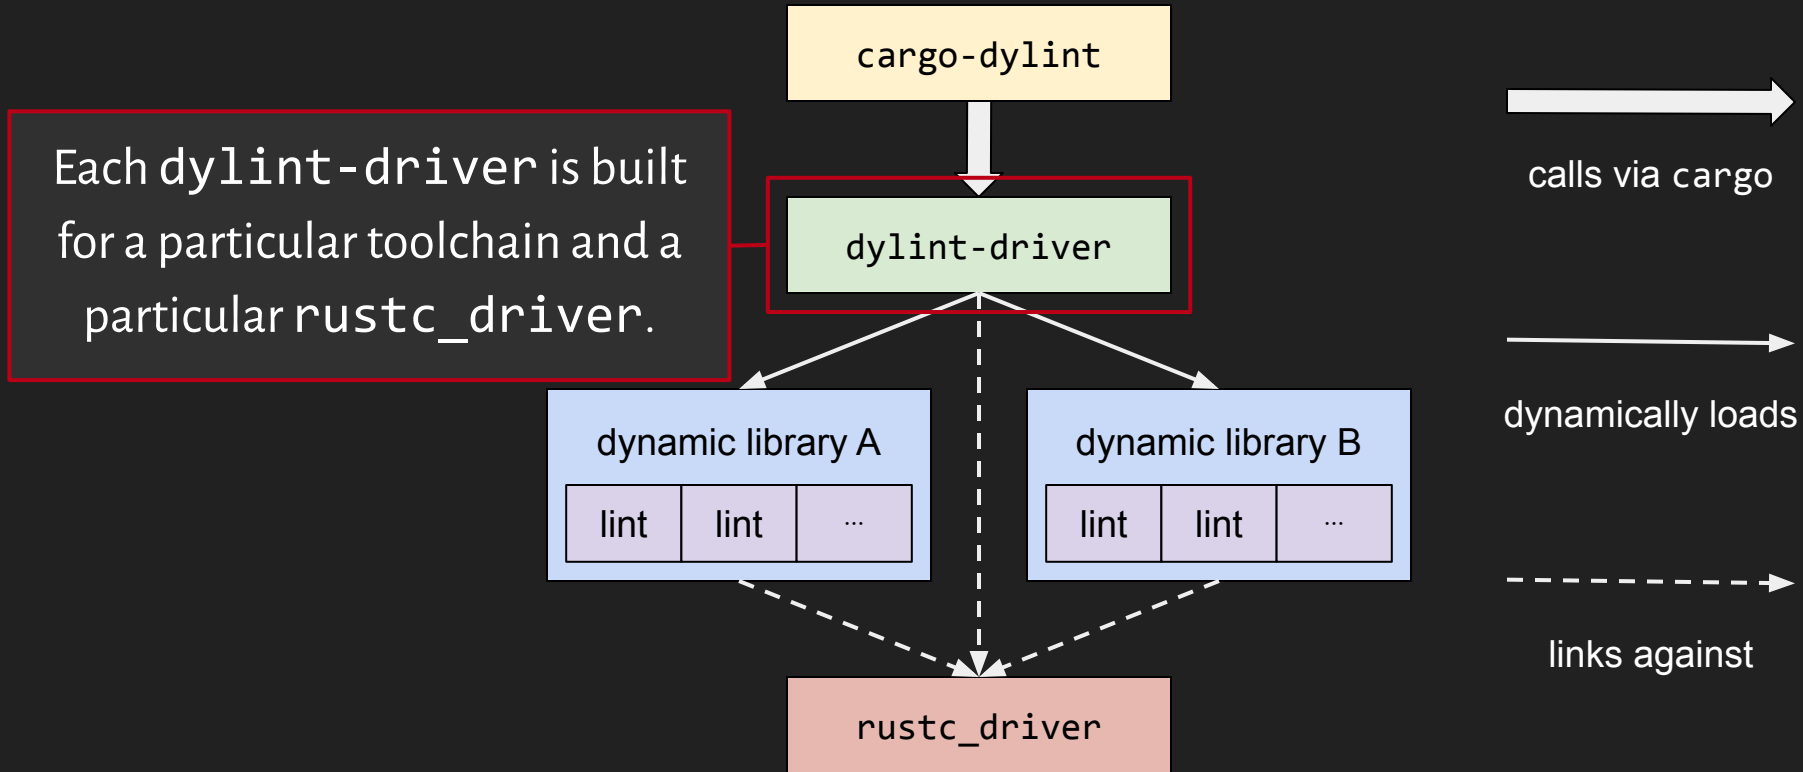 cargo-dylint
Each dylint-driver is built
for a particular toolchain and a
particular rustc_driver.
dylint-driver
dynamic library A
lint lint ...
dynamic library B
lint lint ...
rustc_driver
calls via cargo
dynamically loads
links against